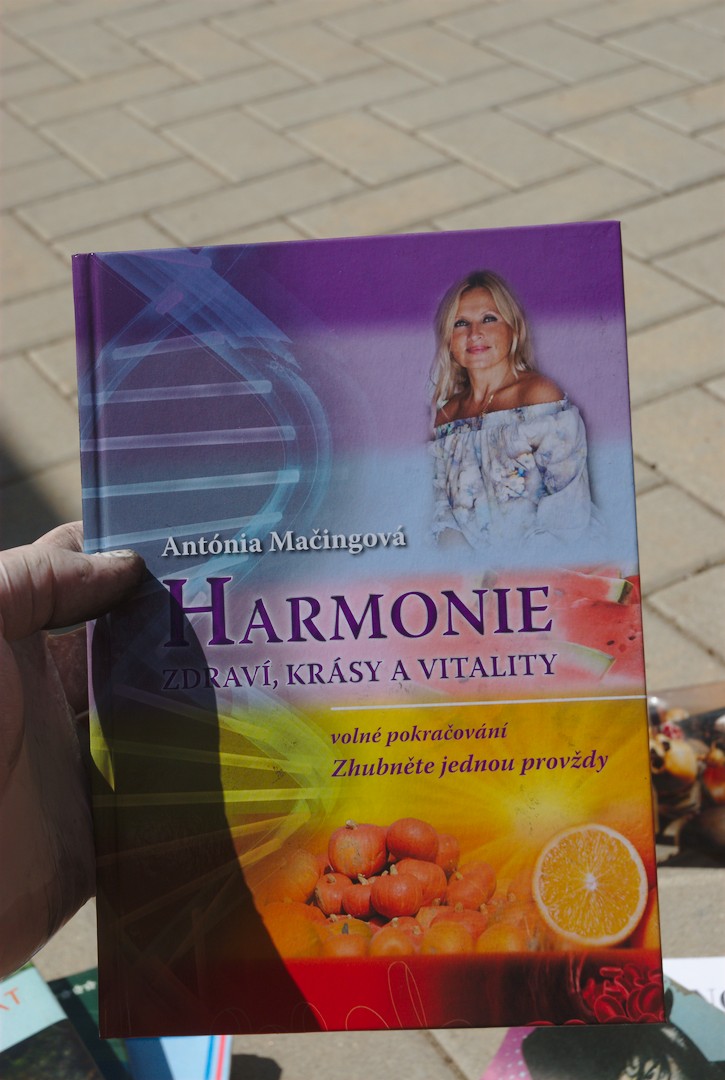 Antónia Mačingová
HARMONIE
ZDRAVÍ, KRÁSY A VITALITY
volné pokračování
Zhubněte jednou provždy